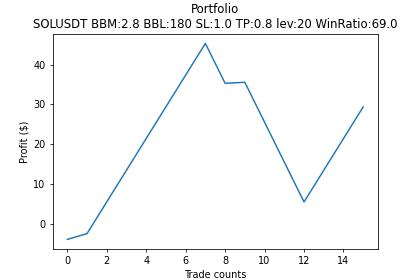 Portfolio
SOLUSDT BBM:2.8 BBL:180 SL:1.0 TP:0.8 lev:20 WinRatio:69.0
40
30
20
10
0
Profit ($)
0 2 4 6 8 10 12 14
Trade counts